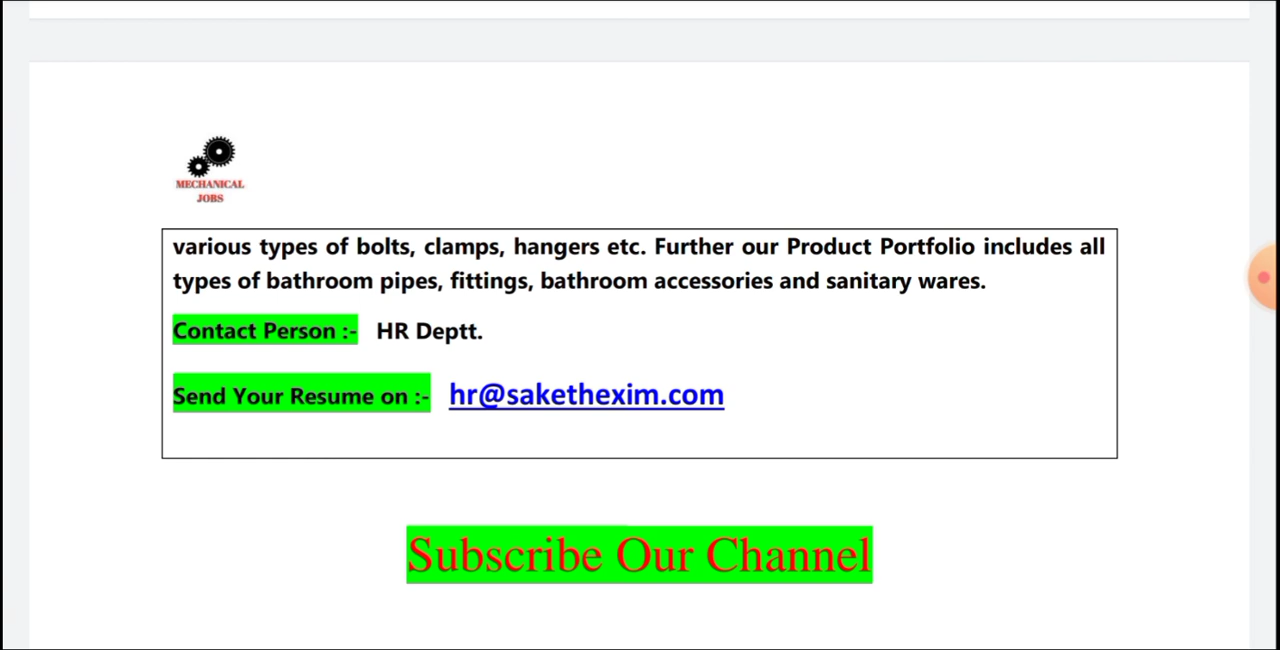 MECHANICAL
JOBS
various types of bolts, clamps, hangers etc. Further our Product Portfolio includes all
types of bathroom pipes, fittings, bathroom accessories and sanitary wares.
Contact Person :- HR Deptt.
Send Your Resume on :- hr@sakethexim.com
Subscribe Our Channel